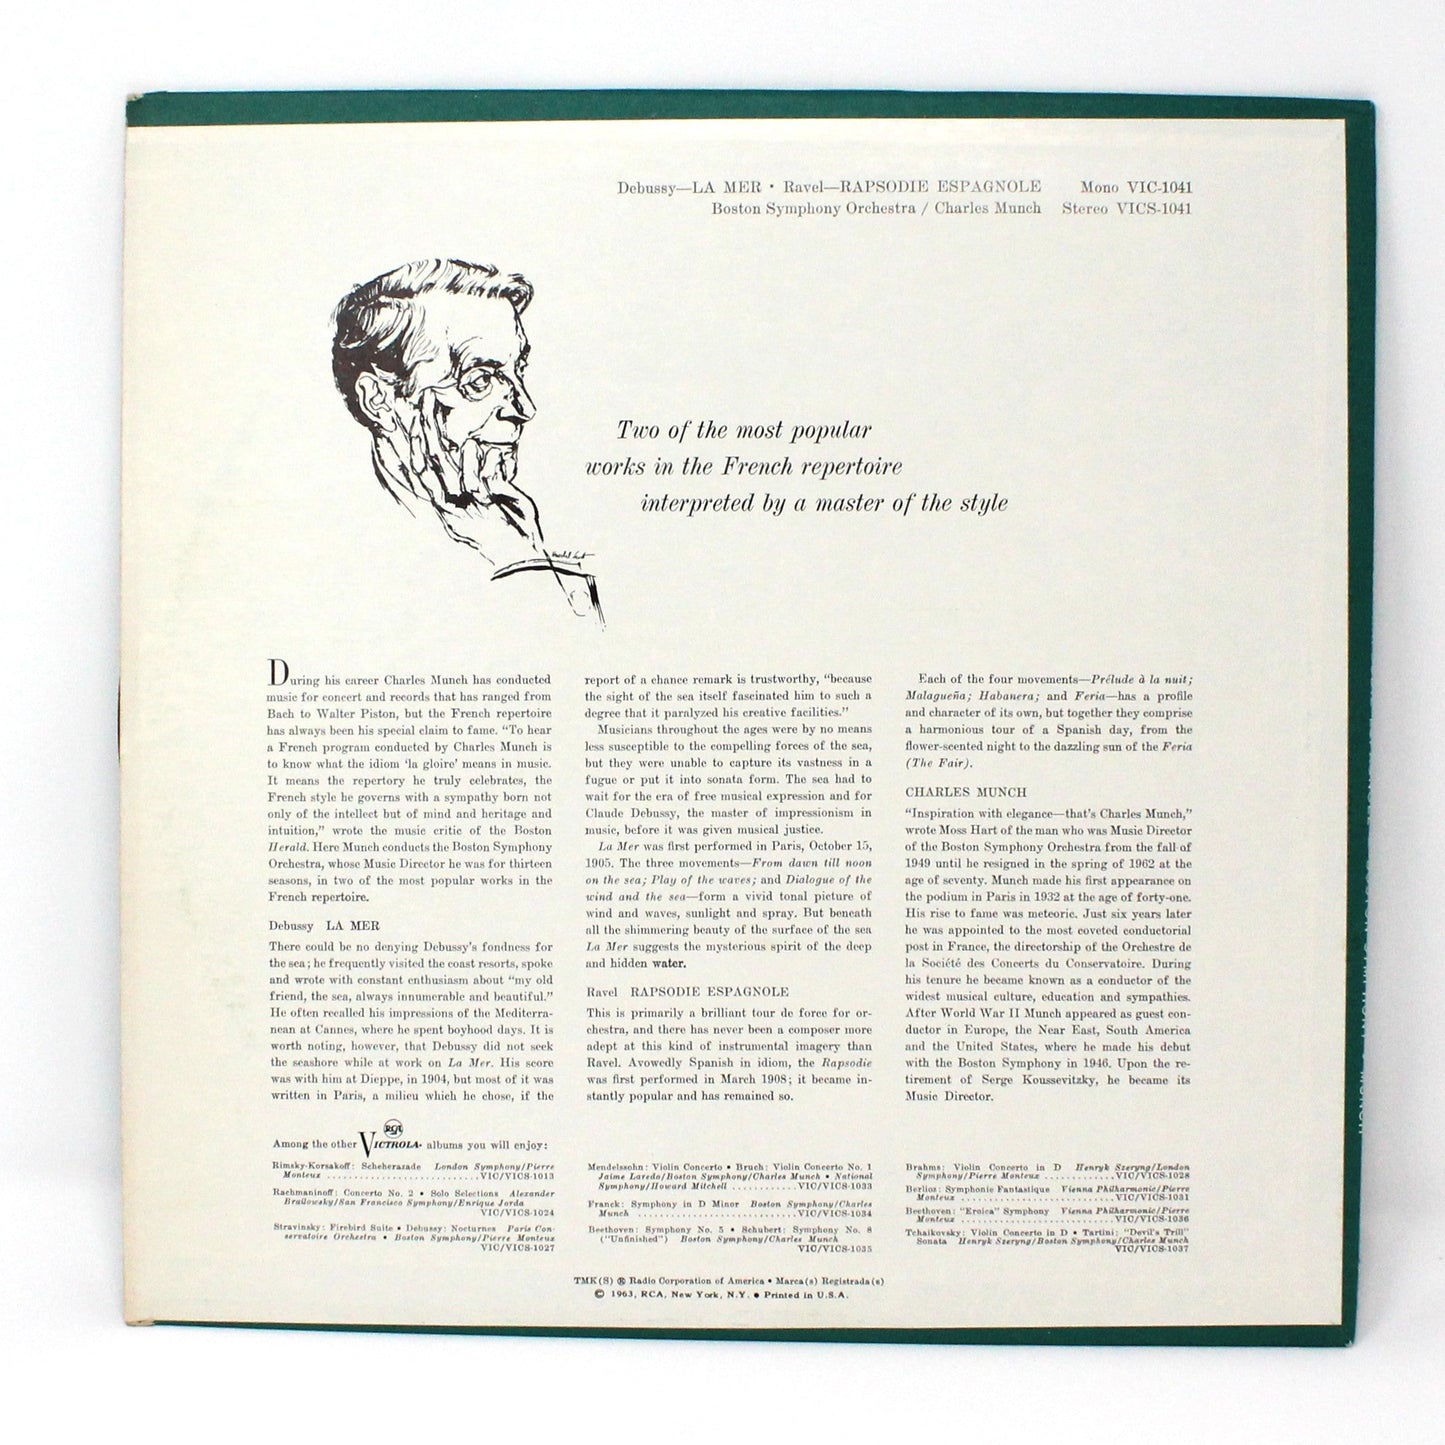 Debussy—LA MER • Ravel—RAPSODIE ESPAGNOLE Mono VIC-1041
Boston Symphony Orchestra / Charles Munch Stereo VICS-1041
Two of the most popular
works in the French repertoire
interpreted by a master of the style
During his career Charles Munch has conducted
music for concert and records that has ranged from
Bach to Walter Piston, but the French repertoire
has always been his special claim to fame. “To hear
a French program conducted by Charles Munch is
to know what the idiom ‘la gloire’ means in music.
It means the repertory he truly celebrates, the
French style he governs with a sympathy born not
only of the intellect but of mind and heritage and
intuition,” wrote the music critic of the Boston
Herald. Here Munch conducts the Boston Symphony
Orchestra, whose Music Director he was for thirteen
seasons, in two of the most popular works in the
French repertoire.
Debussy LA MER
There could be no denying Debussy’s fondness for
the sea; he frequently visited the coast resorts, spoke
and wrote with constant enthusiasm about “my old
friend, the sea, always innumerable and beautiful.”
He often recalled his impressions of the Mediterra-
nean at Cannes, where he spent boyhood days. It is
worth noting, however, that Debussy did not seek
the seashore while at work on La Mer. His score
was with him at Dieppe, in 1904, but most of it was
written in Paris, a milieu which he chose, if the
report of a chance remark is trustworthy, “because
the sight of the sea itself fascinated him to such a
degree that it paralyzed his creative facilities.”
Musicians throughout the ages were by no means
less susceptible to the compelling forces of the sea,
but they were unable to capture its vastness in a
fugue or put it into sonata form. The sea had to
wait for the era of free musical expression and for
Claude Debussy, the master of impressionism in
music, before it was given musical justice.
La Mer was first performed in Paris, October 15,
1905. The three movements—From dawn till noon
on the sea; Play of the waves; and Dialogue of the
wind and the sea—form a vivid tonal picture of
wind and waves, sunlight and spray. But beneath
all the shimmering beauty of the surface of the sea
La Mer suggests the mysterious spirit of the deep
and hidden water.
Ravel RAPSODIE ESPAGNOLE
This is primarily a brilliant tour de force for or-
chestra, and there has never been a composer more
adept at this kind of instrumental imagery than
Ravel. Avowedly Spanish in idiom, the Rapsodie
was first performed in March 1908; it became in-
stantly popular and has remained so.
Each of the four movements—Prélude à la nuit;
Malagueña; Habanera; and Feria—has a profile
and character of its own, but together they comprise
a harmonious tour of a Spanish day, from the
flower-scented night to the dazzling sun of the Feria
(The Fair).
CHARLES MUNCH
“Inspiration with elegance—that’s Charles Munch,”
wrote Moss Hart of the man who was Music Director
of the Boston Symphony Orchestra from the fall of
1949 until he resigned in the spring of 1962 at the
age of seventy. Munch made his first appearance on
the podium in Paris in 1932 at the age of forty-one.
His rise to fame was meteoric. Just six years later
he was appointed to the most coveted conductorial
post in France, the directorship of the Orchestre de
la Société des Concerts du Conservatoire. During
his tenure he became known as a conductor of the
widest musical culture, education and sympathies.
After World War II Munch appeared as guest con-
ductor in Europe, the Near East, South America
and the United States, where he made his debut
with the Boston Symphony in 1946. Upon the re-
tirement of Serge Koussevitzky, he became its
Music Director.
RCA
Among the other VICTROLA albums you will enjoy:
Rimsky-Korsakoff: Scheherazade London Symphony/Pierre
Monteux ..........................VIC/VICS-1013
Rachmaninoff: Concerto No. 2 • Solo Selections Alexander
Brailowsky/San Francisco Symphony/Enrique Jorda
VIC/VICS-1024
Stravinsky: Firebird Suite • Debussy: Nocturnes Paris Con-
servatoire Orchestra • Boston Symphony/Pierre Monteux
VIC/VICS-1027
Mendelssohn: Violin Concerto • Bruch: Violin Concerto No. 1
Jaime Laredo/Boston Symphony/Charles Munch • National
Symphony/Howard Mitchell ...........VIC/VICS-1033
Franck: Symphony in D Minor Boston Symphony/Charles
Munch ...........................VIC/VICS-1034
Beethoven: Symphony No. 5 • Schubert: Symphony No. 8
(“Unfinished”) Boston Symphony/Charles Munch
VIC/VICS-1035
Brahms: Violin Concerto in D Henryk Szeryng/London
Symphony/Pierre Monteux ............VIC/VICS-1028
Berlioz: Symphonie Fantastique Vienna Philharmonic/Pierre
Monteux ..........................VIC/VICS-1031
Beethoven: “Eroica” Symphony Vienna Philharmonic/Pierre
Monteux ..........................VIC/VICS-1036
Tchaikovsky: Violin Concerto in D • Tartini: “Devil’s Trill”
Sonata Henryk Szeryng/Boston Symphony/Charles Munch
VIC/VICS-1037
TMK(S) ® Radio Corporation of America • Marca(s) Registrada(s)
© 1963, RCA, New York, N.Y. • Printed in U.S.A.